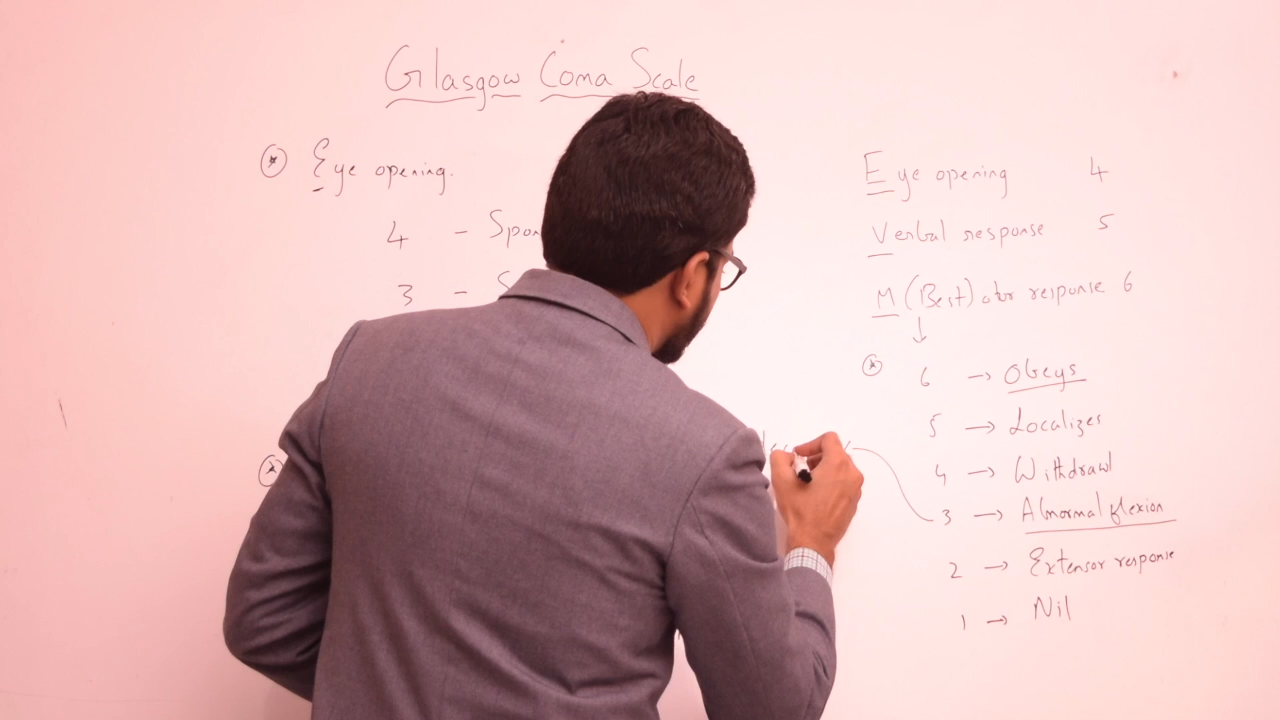 Glasgow Coma Scale
Eye opening.
4 - Spon
3 - S
Eye opening 4
Verbal response 5
M (Best) otor response 6
6 → Obeys
5 → Localizes
4 → Withdrawl
3 → Abnormal flexion
2 → Extensor response
1 → Nil